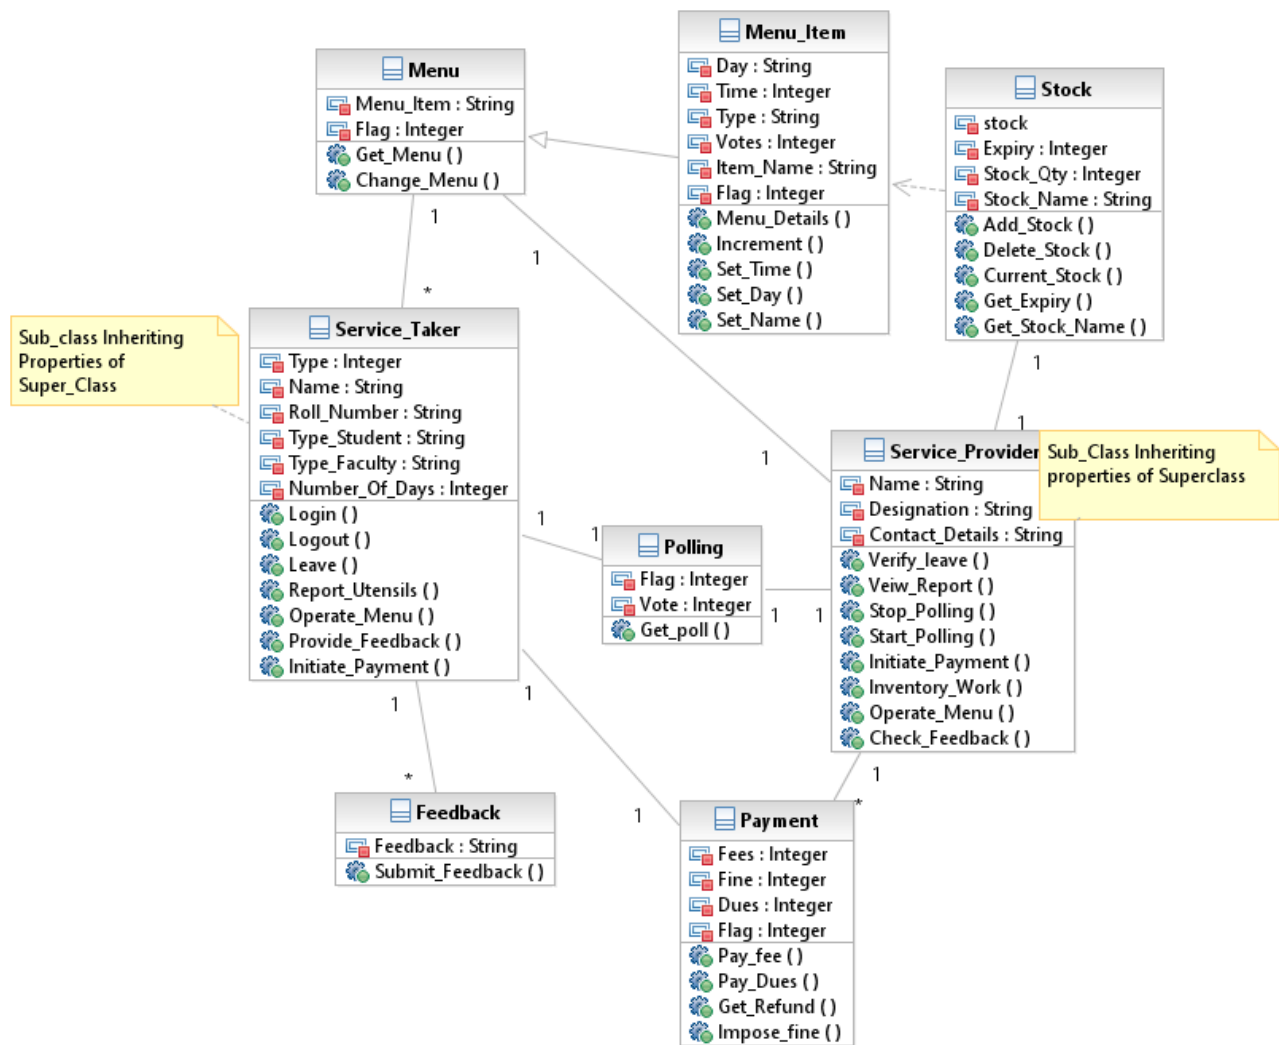 Menu
Menu_Item : String
Flag : Integer
Get_Menu ( )
Change_Menu ( )
Menu_Item
Day : String
Time : Integer
Type : String
Votes : Integer
Item_Name : String
Flag : Integer
Menu_Details ( )
Increment ( )
Set_Time ( )
Set_Day ( )
Set_Name ( )
Stock
stock
Expiry : Integer
Stock_Qty : Integer
Stock_Name : String
Add_Stock ( )
Delete_Stock ( )
Current_Stock ( )
Get_Expiry ( )
Get_Stock_Name ( )
1
*
1
1
1
1
Sub_class Inheriting
Properties of
Super_Class
Service_Taker
Type : Integer
Name : String
Roll_Number : String
Type_Student : String
Type_Faculty : String
Number_Of_Days : Integer
Login ( )
Logout ( )
Leave ( )
Report_Utensils ( )
Operate_Menu ( )
Provide_Feedback ( )
Initiate_Payment ( )
1
1
Polling
Flag : Integer
Vote : Integer
Get_poll ( )
1
1
Service_Provider
Name : String
Designation : String
Contact_Details : String
Verify_leave ( )
Veiw_Report ( )
Stop_Polling ( )
Start_Polling ( )
Initiate_Payment ( )
Inventory_Work ( )
Operate_Menu ( )
Check_Feedback ( )
Sub_Class Inheriting
properties of Superclass
1
*
1
1
1
*
Feedback
Feedback : String
Submit_Feedback ( )
Payment
Fees : Integer
Fine : Integer
Dues : Integer
Flag : Integer
Pay_fee ( )
Pay_Dues ( )
Get_Refund ( )
Impose_fine ( )